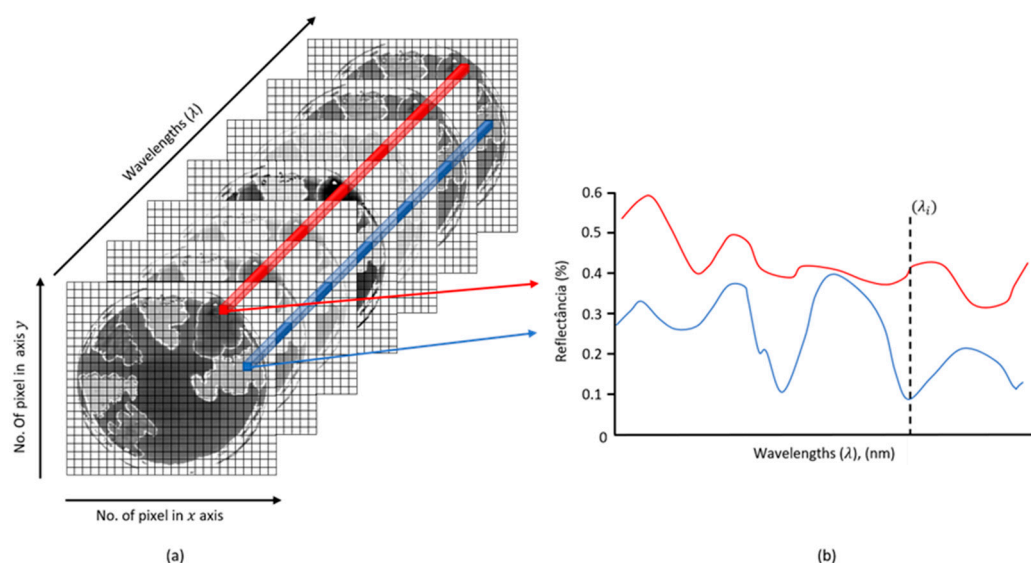 Wavelengths (λ)
No. Of pixel in axis y
No. of pixel in x axis
(a)
Reflectância (%)
0.6
0.5
0.4
0.3
0.2
0.1
0
(λᵢ)
Wavelengths (λ), (nm)
(b)